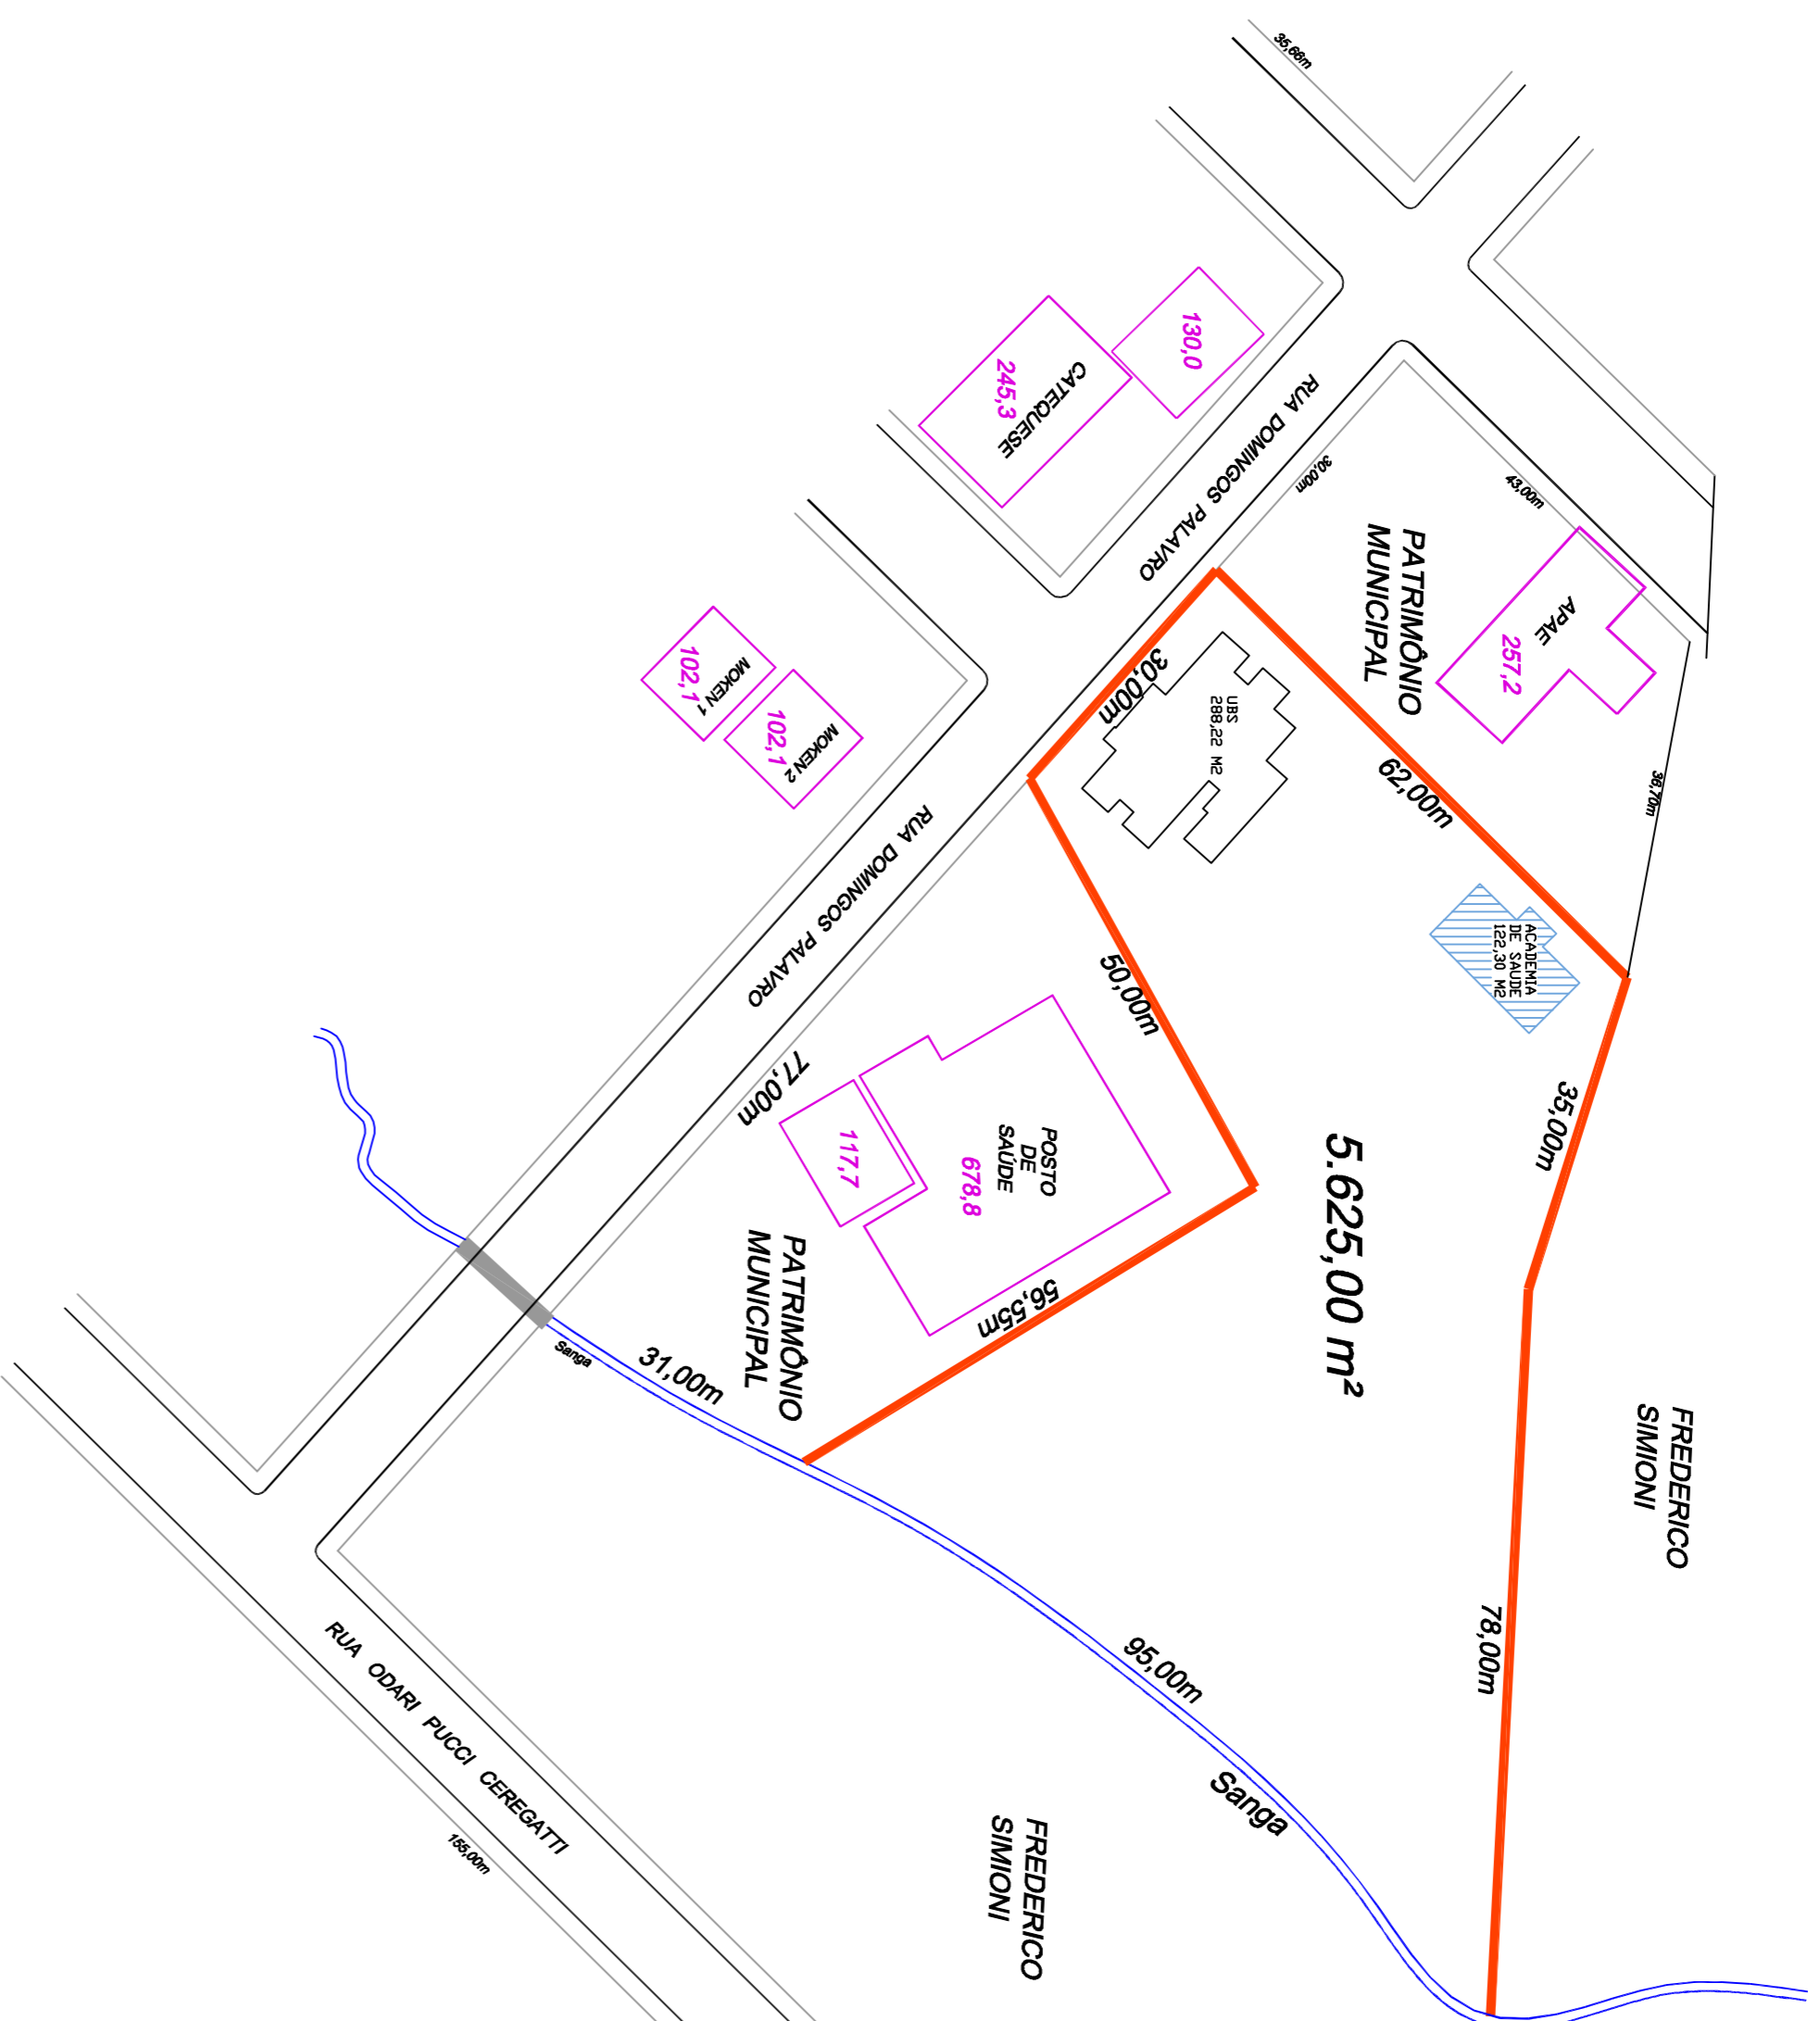 35,66m
130,0
CATEQUESE
245,3
RUA DOMINGOS PALAVRO
30,00m
43,00m
PATRIMÔNIO
MUNICIPAL
APAE
257,2
36,70m
MOKEN 1
102,1
MOKEN 2
102,1
30,00m
UBS
288,22 M2
62,00m
ACADEMIA
DE SAUDE
122,30 M2
RUA DOMINGOS PALAVRO
50,00m
35,00m
77,00m
POSTO
DE
SAÚDE
678,8
117,7
5.625,00 m²
56,55m
PATRIMÔNIO
MUNICIPAL
Sanga
31,00m
FREDERICO
SIMIONI
78,00m
95,00m
Sanga
RUA ODARI PUCCI CEREGATTI
155,00m
FREDERICO
SIMIONI